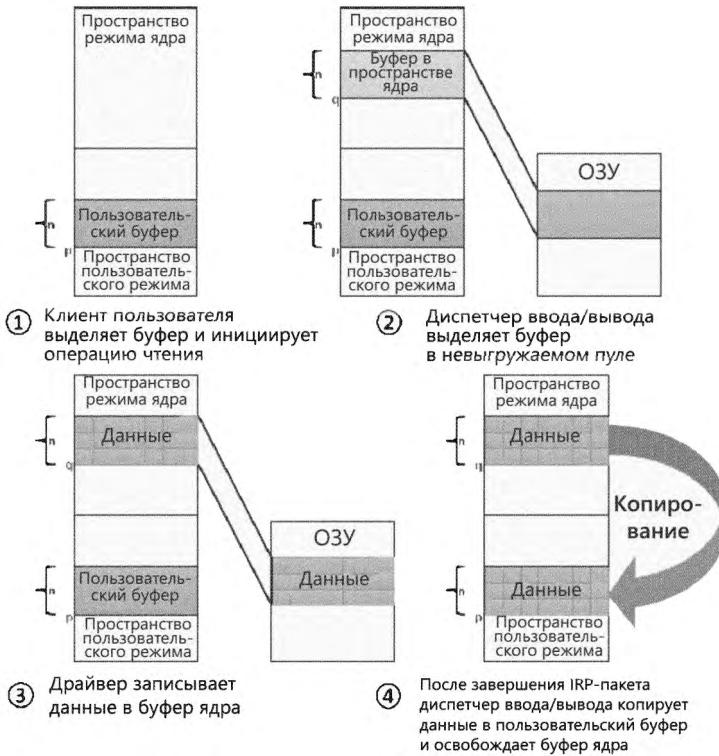 Пространство
режима ядра
n
Пользователь-
ский буфер
p
Пространство
пользователь-
ского режима
① Клиент пользователя
выделяет буфер и инициирует
операцию чтения
Пространство
режима ядра
Буфер в
пространстве
ядра
n
q
n
Пользователь-
ский буфер
p
Пространство
пользователь-
ского режима
ОЗУ
② Диспетчер ввода/вывода
выделяет буфер
в невыгружаемом пуле
Пространство
режима ядра
n
Данные
q
n
Пользователь-
ский буфер
p
Пространство
пользователь-
ского режима
ОЗУ
Данные
③ Драйвер записывает
данные в буфер ядра
Пространство
режима ядра
n
Данные
q
Копиро-
вание
n
Данные
p
Пространство
пользователь-
ского режима
④ После завершения IRP-пакета
диспетчер ввода/вывода копирует
данные в пользовательский буфер
и освобождает буфер ядра